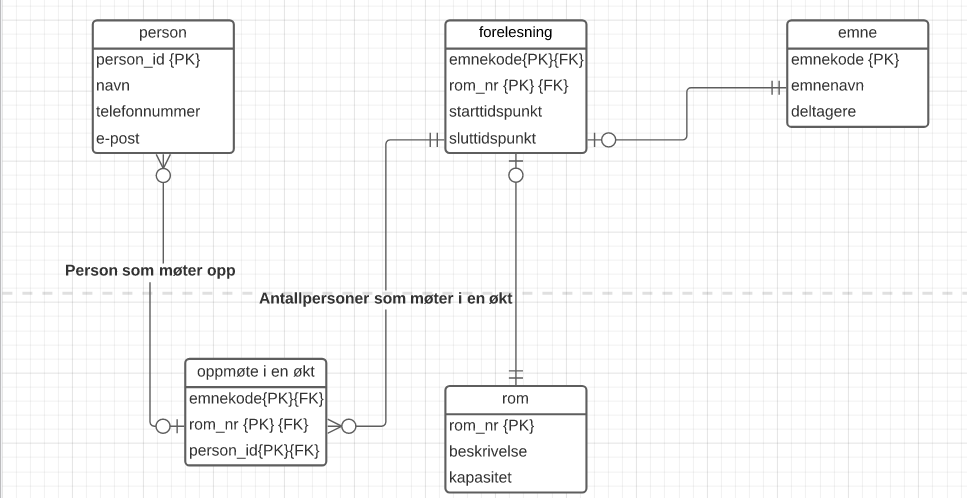 person
person_id {PK}
navn
telefonnummer
e-post
forelesning
emnekode{PK}{FK}
rom_nr {PK} {FK}
starttidspunkt
sluttidspunkt
emne
emnekode {PK}
emnenavn
deltagere
Person som møter opp
Antallpersoner som møter i en økt
oppmøte i en økt
emnekode{PK}{FK}
rom_nr {PK} {FK}
person_id{PK}{FK}
rom
rom_nr {PK}
beskrivelse
kapasitet